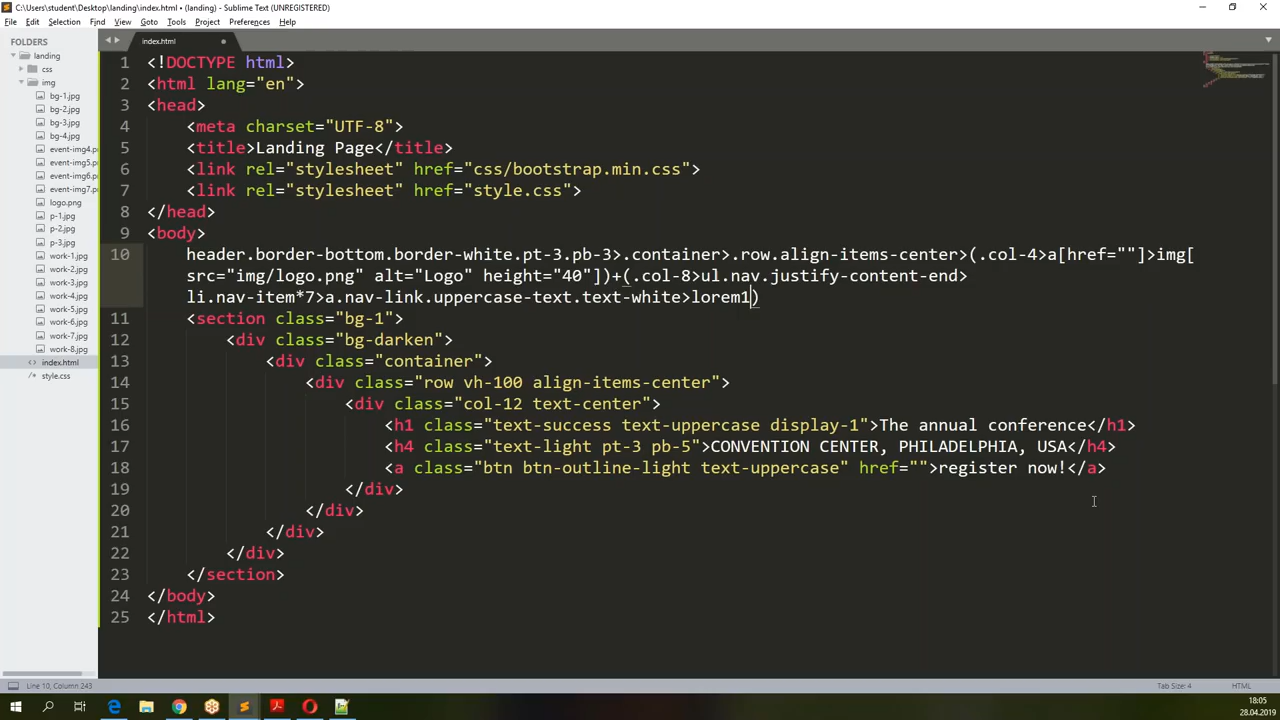 C:\Users\student\Desktop\landing\index.html • (landing) - Sublime Text (UNREGISTERED)
File Edit Selection Find View Goto Tools Project Preferences Help
FOLDERS
landing
css
img
bg-1.jpg
bg-2.jpg
bg-3.jpg
bg-4.jpg
event-img4.p
event-img5.p
event-img6.p
event-img7.p
logo.png
p-1.jpg
p-2.jpg
p-3.jpg
work-1.jpg
work-2.jpg
work-3.jpg
work-4.jpg
work-5.jpg
work-6.jpg
work-7.jpg
work-8.jpg
index.html
style.css
index.html
1 <!DOCTYPE html>
2 <html lang="en">
3 <head>
4 <meta charset="UTF-8">
5 <title>Landing Page</title>
6 <link rel="stylesheet" href="css/bootstrap.min.css">
7 <link rel="stylesheet" href="style.css">
8 </head>
9 <body>
10 header.border-bottom.border-white.pt-3.pb-3>.container>.row.align-items-center>(.col-4>a[href=""]>img[
src="img/logo.png" alt="Logo" height="40"])+(.col-8>ul.nav.justify-content-end>
li.nav-item*7>a.nav-link.uppercase-text.text-white>lorem1)
11 <section class="bg-1">
12 <div class="bg-darken">
13 <div class="container">
14 <div class="row vh-100 align-items-center">
15 <div class="col-12 text-center">
16 <h1 class="text-success text-uppercase display-1">The annual conference</h1>
17 <h4 class="text-light pt-3 pb-5">CONVENTION CENTER, PHILADELPHIA, USA</h4>
18 <a class="btn btn-outline-light text-uppercase" href="">register now!</a>
19 </div>
20 </div>
21 </div>
22 </div>
23 </section>
24 </body>
25 </html>
Line 10, Column 243
Tab Size: 4
HTML
18:05
28.04.2019